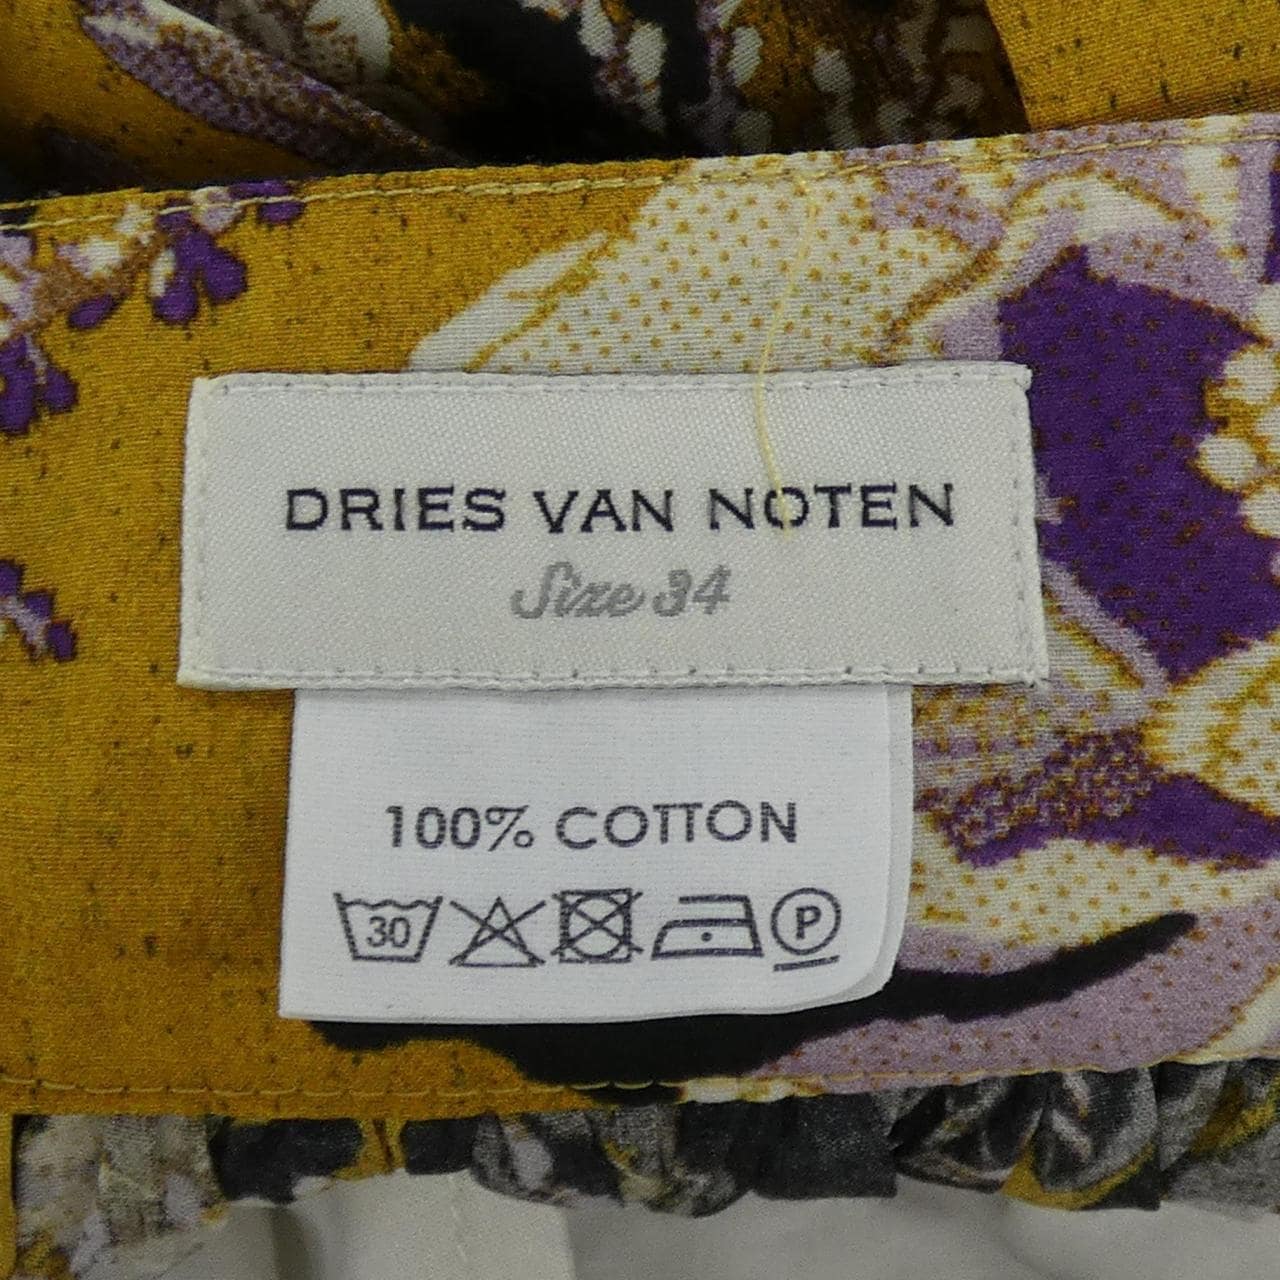 DRIES VAN NOTEN
Size 34
100% COTTON
30 P